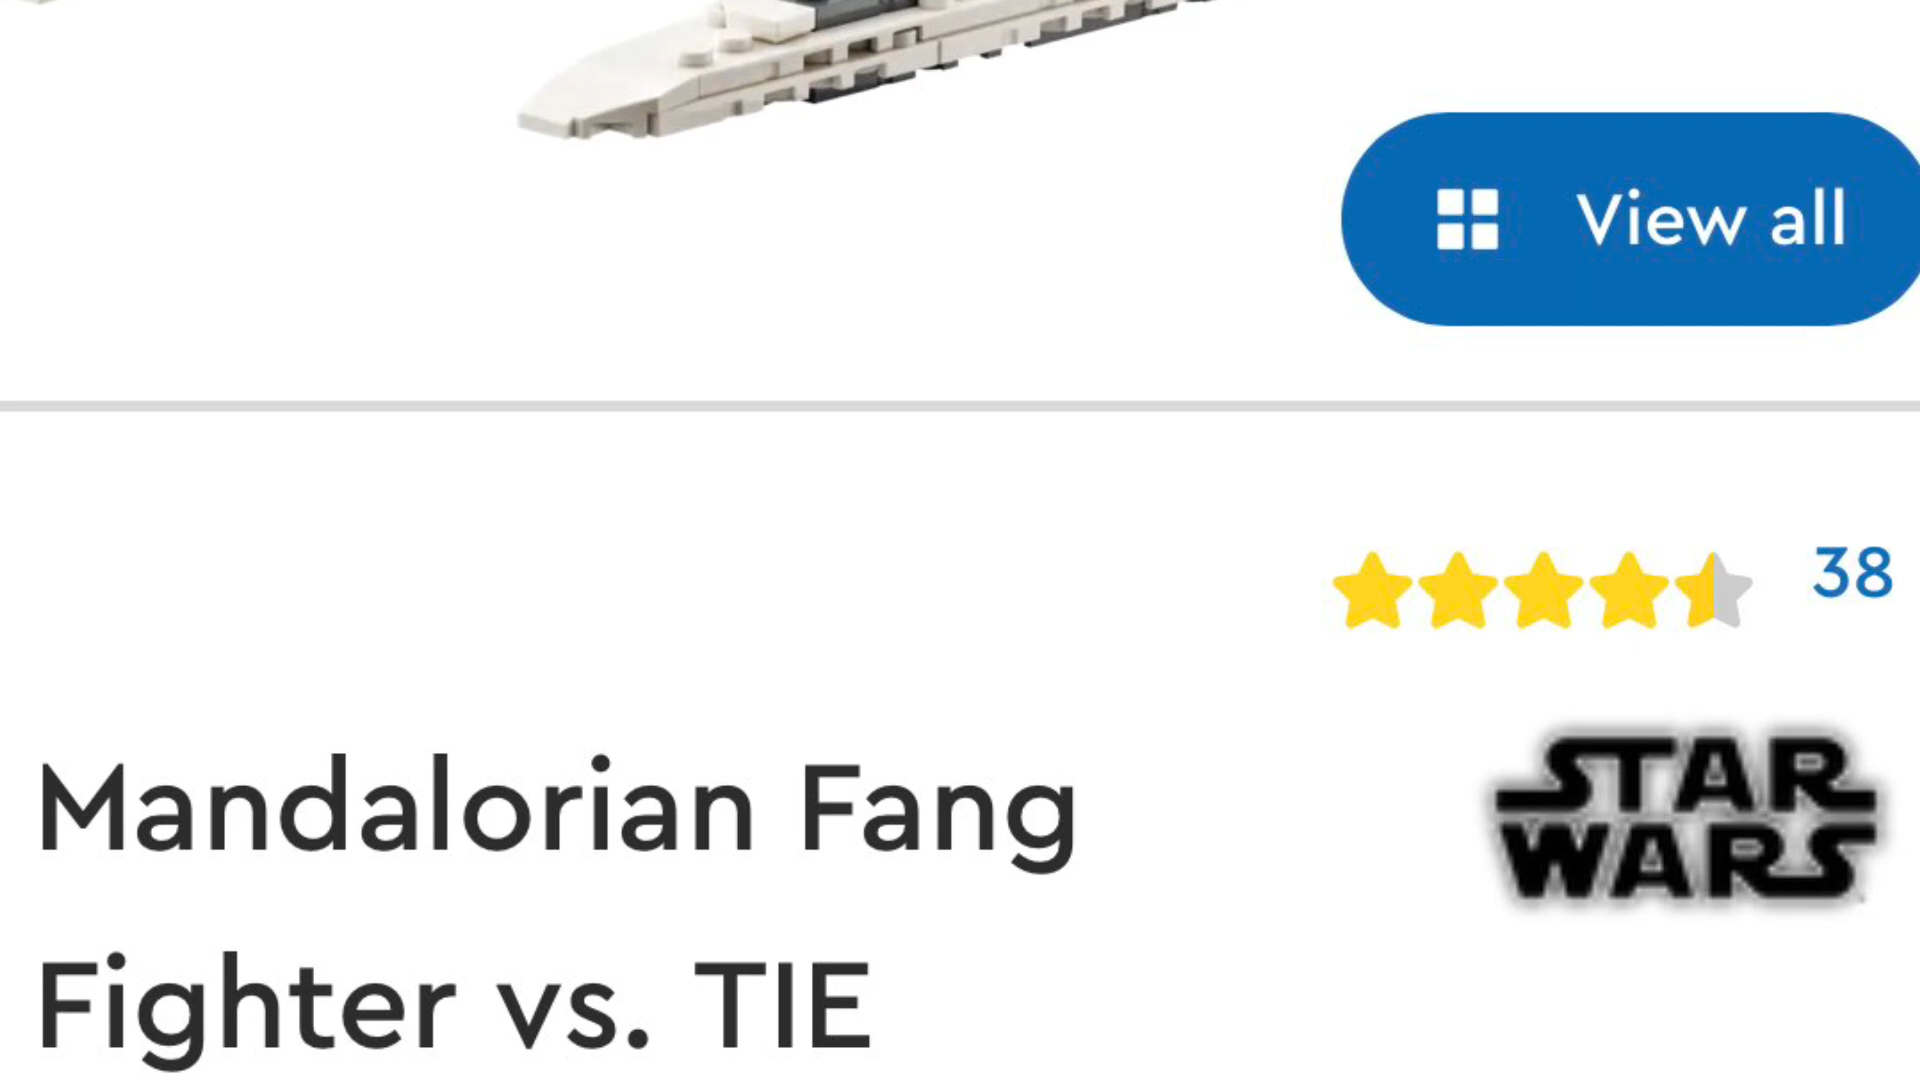 View all
38
Mandalorian Fang
STAR
WARS
Fighter vs. TIE